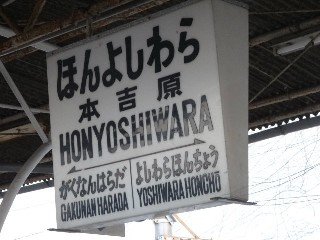 ほんよしわら
本吉原
HONYOSHIWARA
がくなんはらだ よしわらほんちょう
GAKUNAN HARADA YOSHIWARA HONCHO